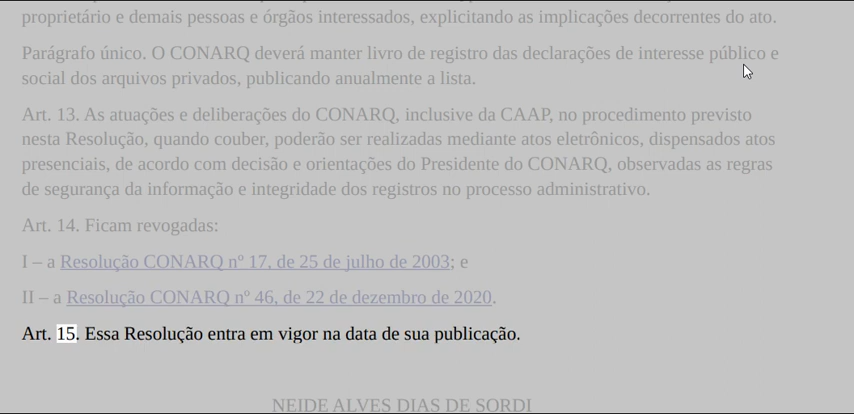 proprietário e demais pessoas e órgãos interessados, explicitando as implicações decorrentes do ato.
Parágrafo único. O CONARQ deverá manter livro de registro das declarações de interesse público e
social dos arquivos privados, publicando anualmente a lista.
Art. 13. As atuações e deliberações do CONARQ, inclusive da CAAP, no procedimento previsto
nesta Resolução, quando couber, poderão ser realizadas mediante atos eletrônicos, dispensados atos
presenciais, de acordo com decisão e orientações do Presidente do CONARQ, observadas as regras
de segurança da informação e integridade dos registros no processo administrativo.
Art. 14. Ficam revogadas:
I – a Resolução CONARQ nº 17, de 25 de julho de 2003; e
II – a Resolução CONARQ nº 46, de 22 de dezembro de 2020.
Art. 15. Essa Resolução entra em vigor na data de sua publicação.
NEIDE ALVES DIAS DE SORDI